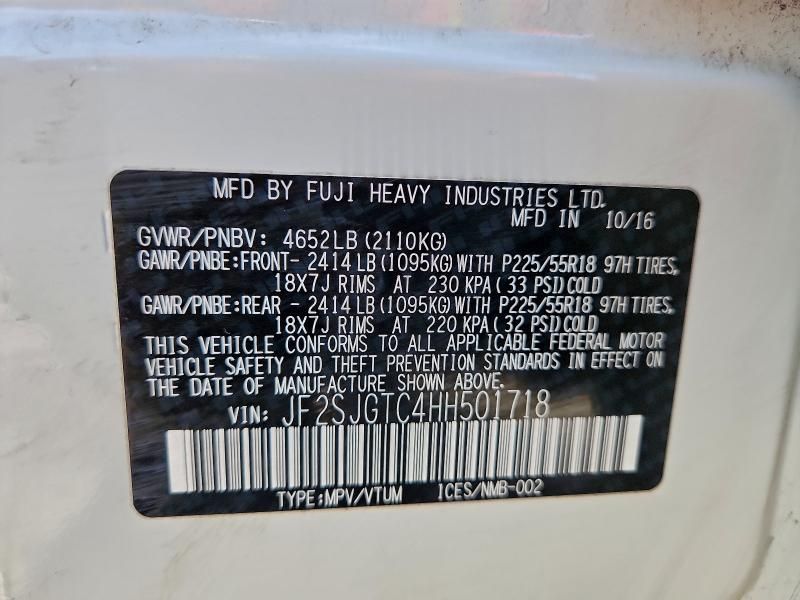 MFD BY FUJI HEAVY INDUSTRIES LTD.
MFD IN 10/16
GVWR/PNBV: 4652LB (2110KG)
GAWR/PNBE:FRONT- 2414LB (1095KG) WITH P225/55R18 97H TIRES,
18X7J RIMS AT 230 KPA (33 PSI) COLD
GAWR/PNBE:REAR - 2414LB (1095KG) WITH P225/55R18 97H TIRES,
18X7J RIMS AT 220 KPA (32 PSI) COLD
THIS VEHICLE CONFORMS TO ALL APPLICABLE FEDERAL MOTOR
VEHICLE SAFETY AND THEFT PREVENTION STANDARDS IN EFFECT ON
THE DATE OF MANUFACTURE SHOWN ABOVE.
VIN: JF2SJGTC4HH501718
TYPE:MPV/VTUM ICES/NMB-002